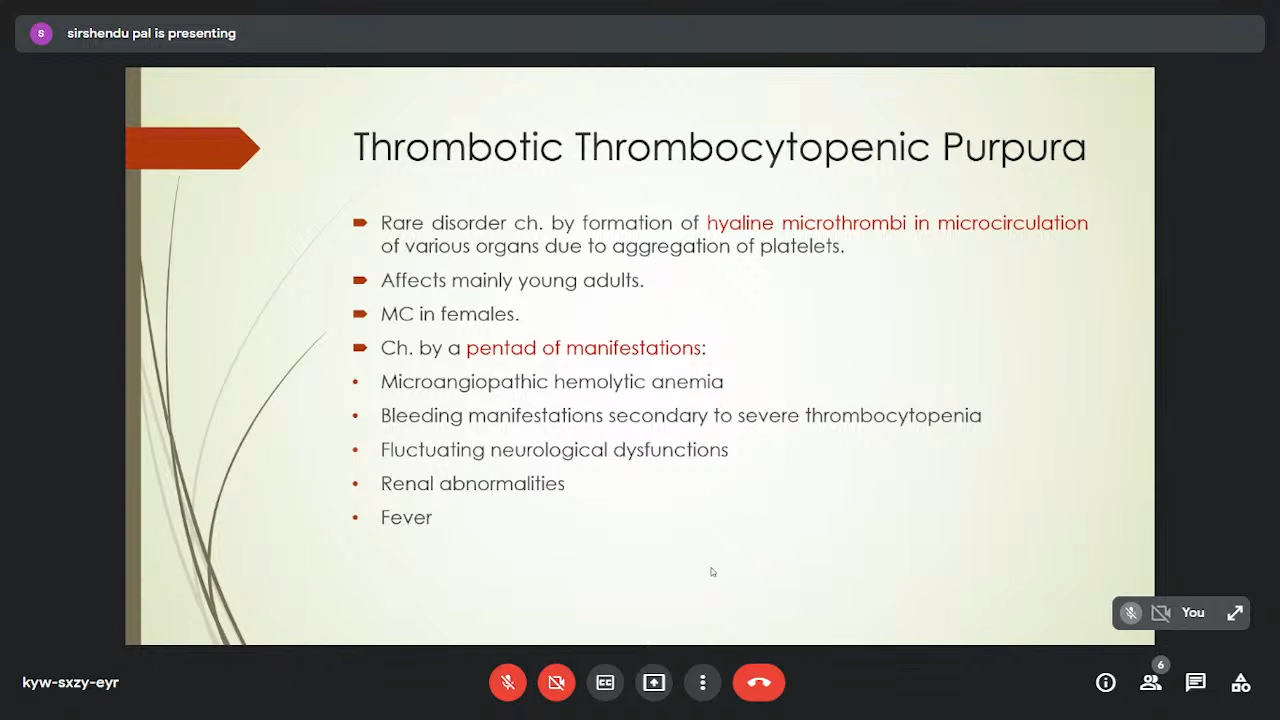 S
sirshendu pal is presenting
Thrombotic Thrombocytopenic Purpura
Rare disorder ch. by formation of hyaline microthrombi in microcirculation
of various organs due to aggregation of platelets.
Affects mainly young adults.
MC in females.
Ch. by a pentad of manifestations:
• Microangiopathic hemolytic anemia
• Bleeding manifestations secondary to severe thrombocytopenia
• Fluctuating neurological dysfunctions
• Renal abnormalities
• Fever
You
kyw-sxzy-eyr
CC
6